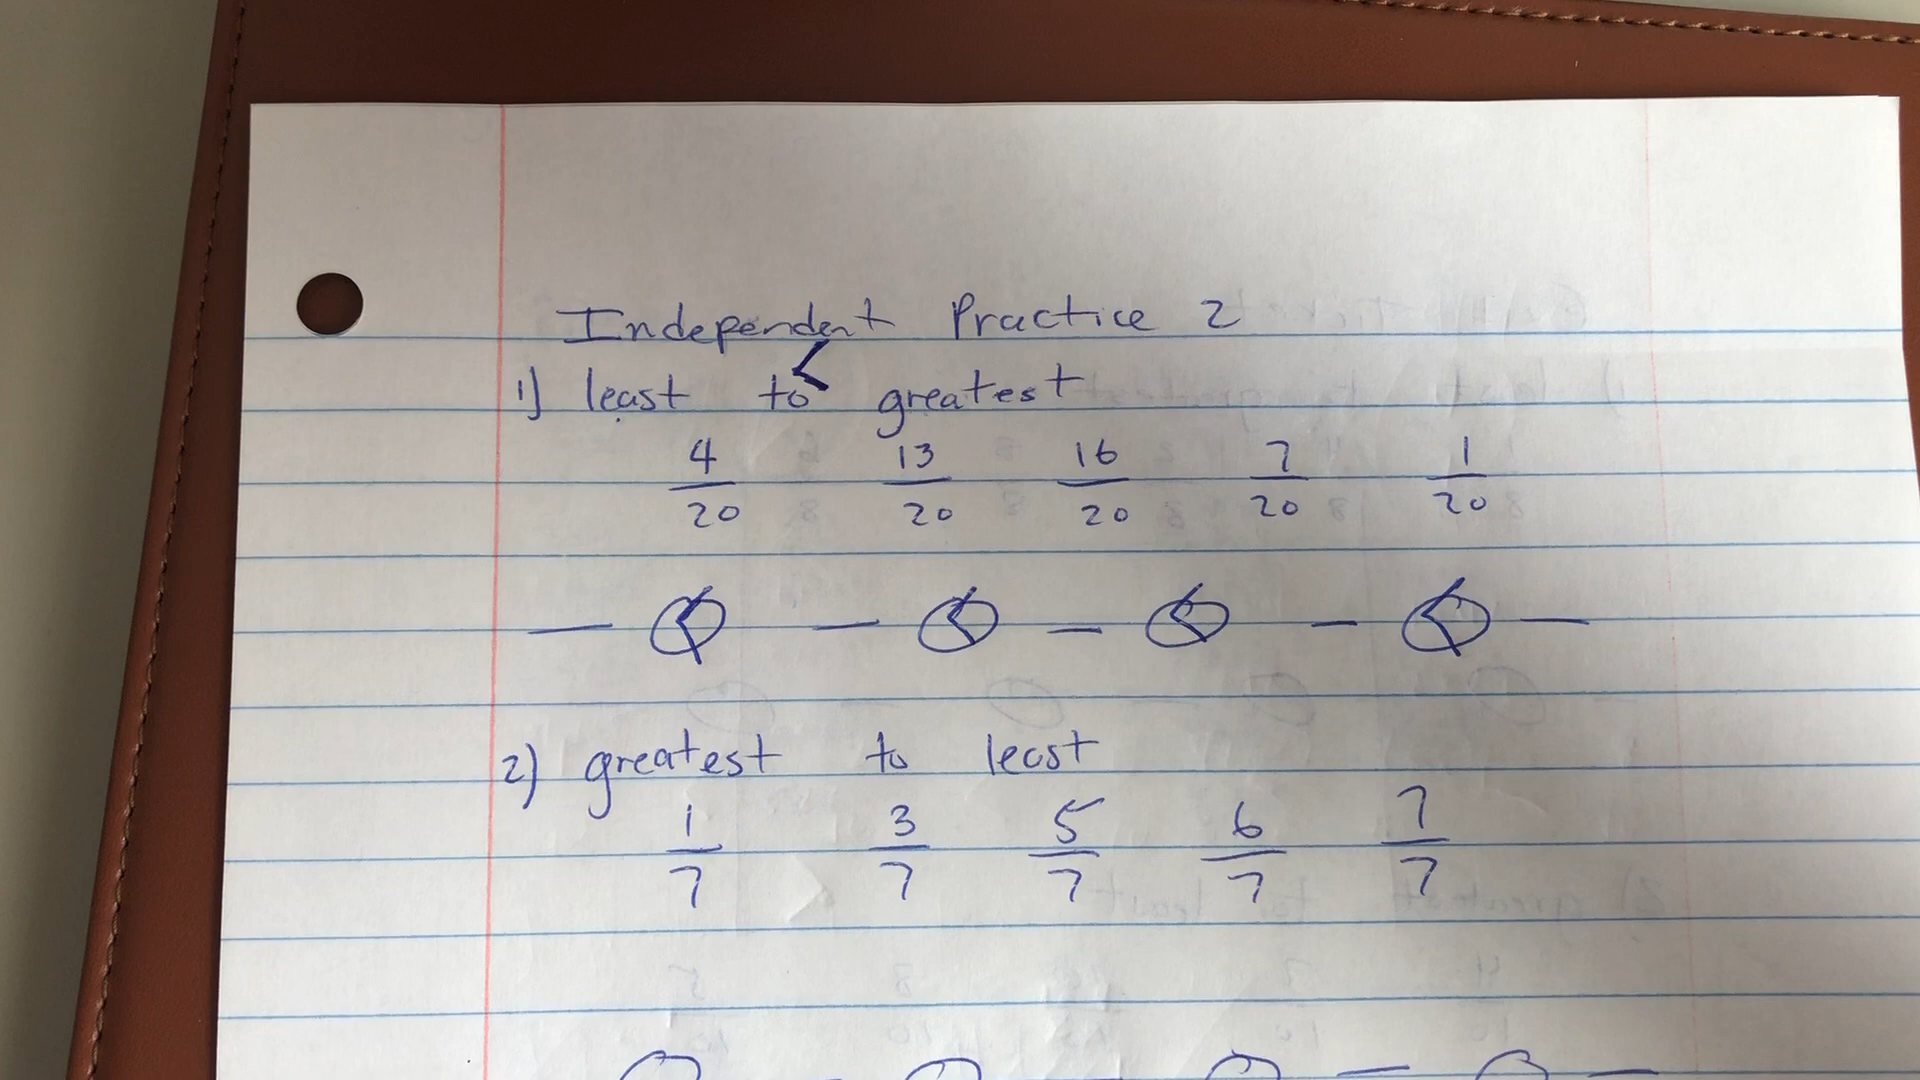 Independent Practice 2
<
1) least to greatest
4/20 13/20 16/20 7/20 1/20
— < — < — < — < —
2) greatest to least
1/7 3/7 5/7 6/7 7/7